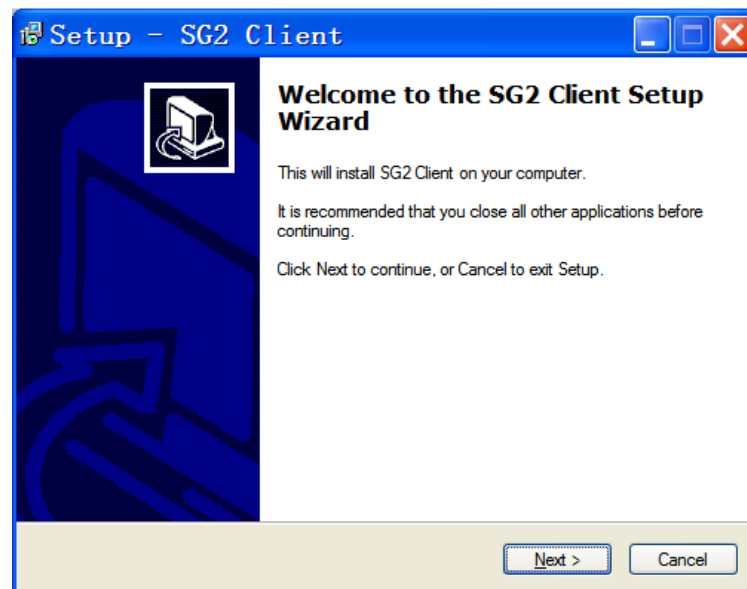 Setup - SG2 Client
Welcome to the SG2 Client Setup
Wizard
This will install SG2 Client on your computer.
It is recommended that you close all other applications before
continuing.
Click Next to continue, or Cancel to exit Setup.
Next >
Cancel